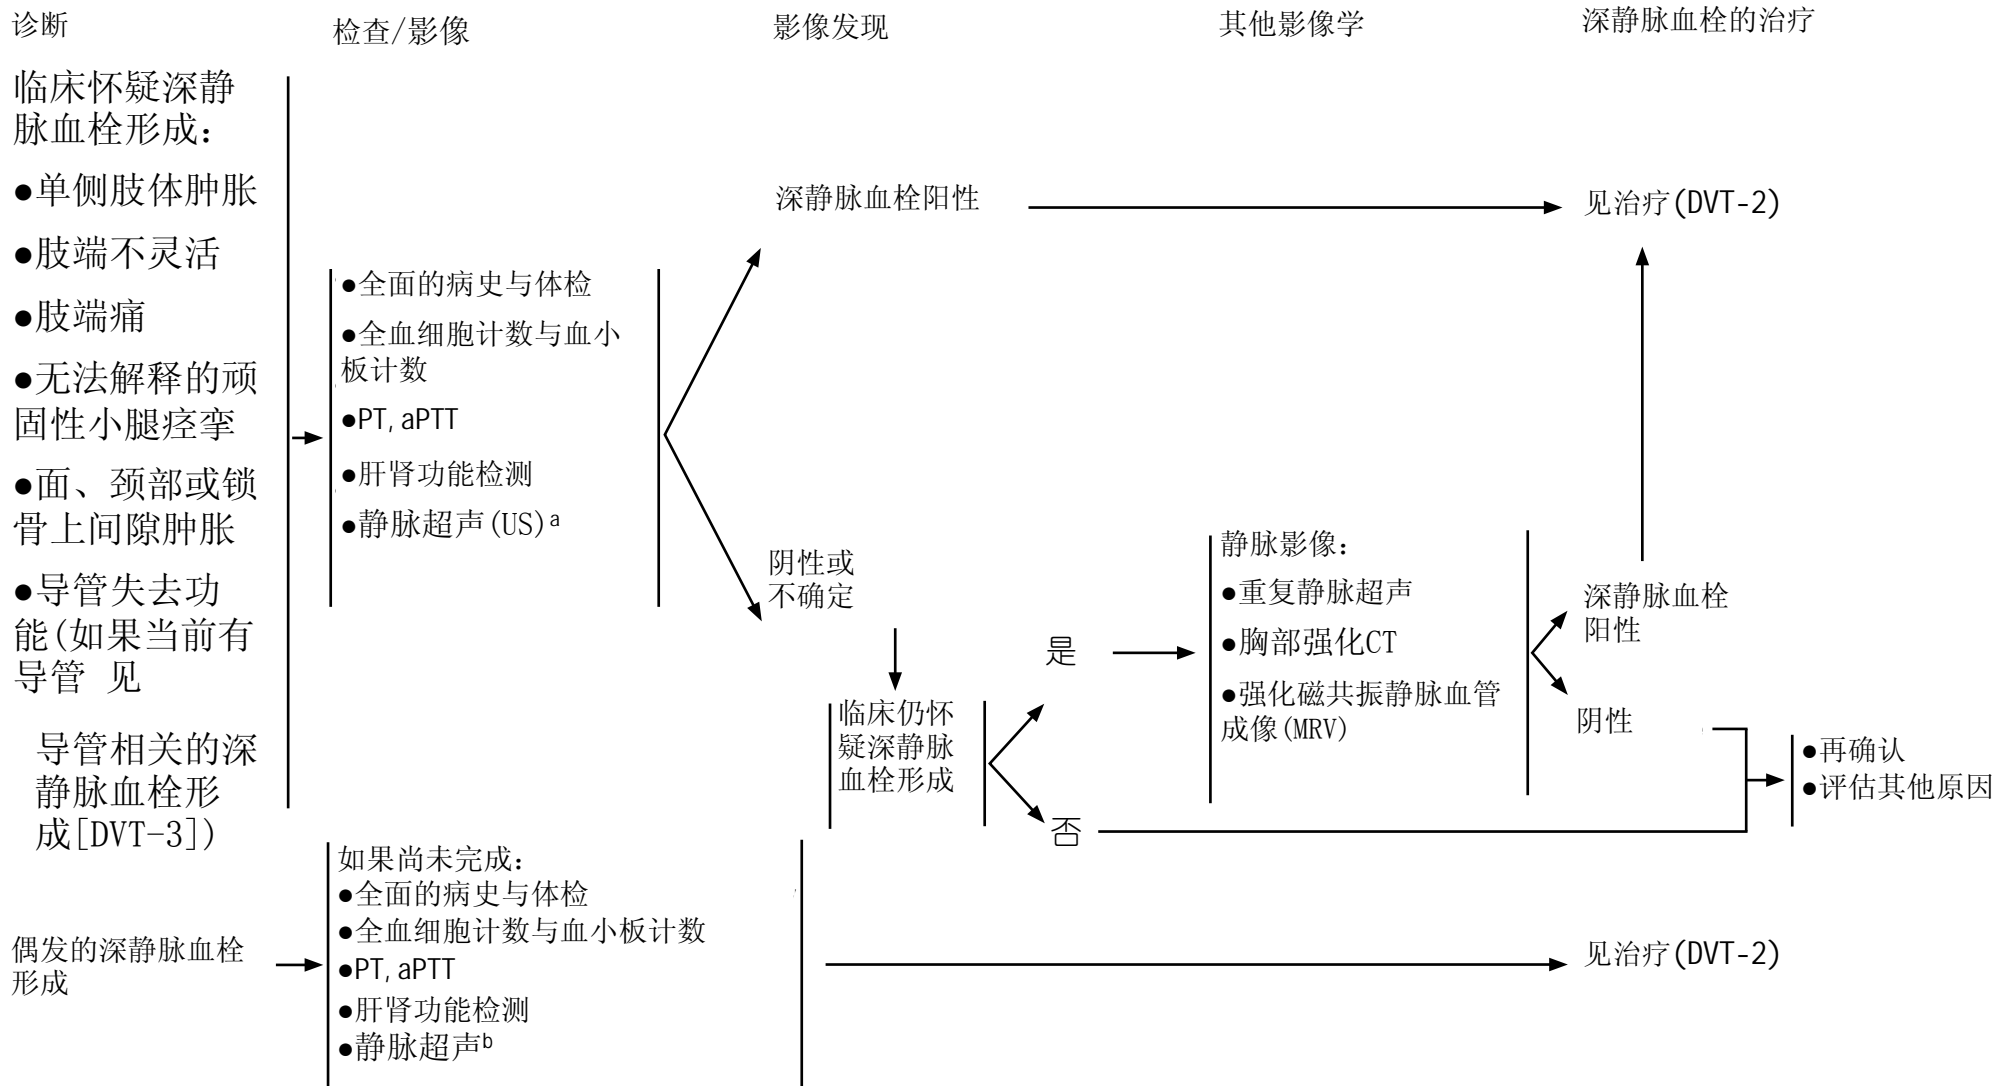 诊断
检查/影像
影像发现
其他影像学
深静脉血栓的治疗
临床怀疑深静
脉血栓形成：
●单侧肢体肿胀
●肢端不灵活
●肢端痛
●无法解释的顽
固性小腿痉挛
●面、颈部或锁
骨上间隙肿胀
●导管失去功
能(如果当前有
导管 见
导管相关的深
静脉血栓形
成[DVT-3])
●全面的病史与体检
●全血细胞计数与血小
板计数
●PT, aPTT
●肝肾功能检测
●静脉超声(US)a
深静脉血栓阳性
见治疗(DVT-2)
阴性或
不确定
临床仍怀
疑深静脉
血栓形成
是
否
静脉影像：
●重复静脉超声
●胸部强化CT
●强化磁共振静脉血管
成像(MRV)
深静脉血栓
阳性
阴性
●再确认
●评估其他原因
偶发的深静脉血栓
形成
如果尚未完成：
●全面的病史与体检
●全血细胞计数与血小板计数
●PT, aPTT
●肝肾功能检测
●静脉超声b
见治疗(DVT-2)